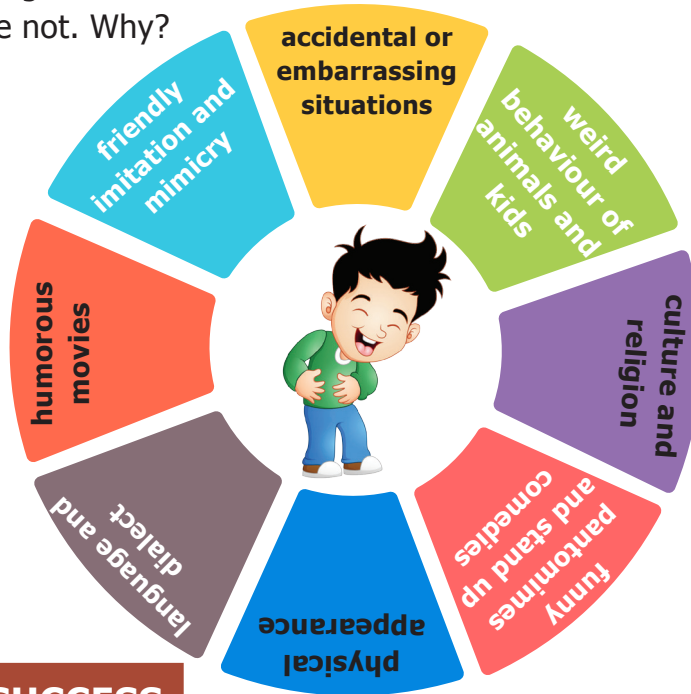 e not. Why?
accidental or
embarrassing
situations
weird
behaviour of
animals and
kids
culture and
religion
funny
pantomimes
and stand up
comedies
physical
appearance
language and
dialect
humorous
movies
friendly
imitation and
mimicry
SUCCESS